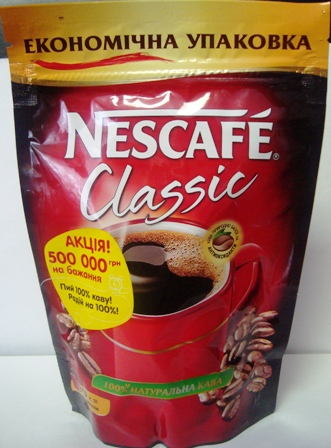 ЕКОНОМІЧНА УПАКОВКА
NESCAFÉ®
Classic
АКЦІЯ!
500 000 грн
на бажання
Пий 100% каву!
Радій на 100%!
100% НАТУРАЛЬНА КАВА